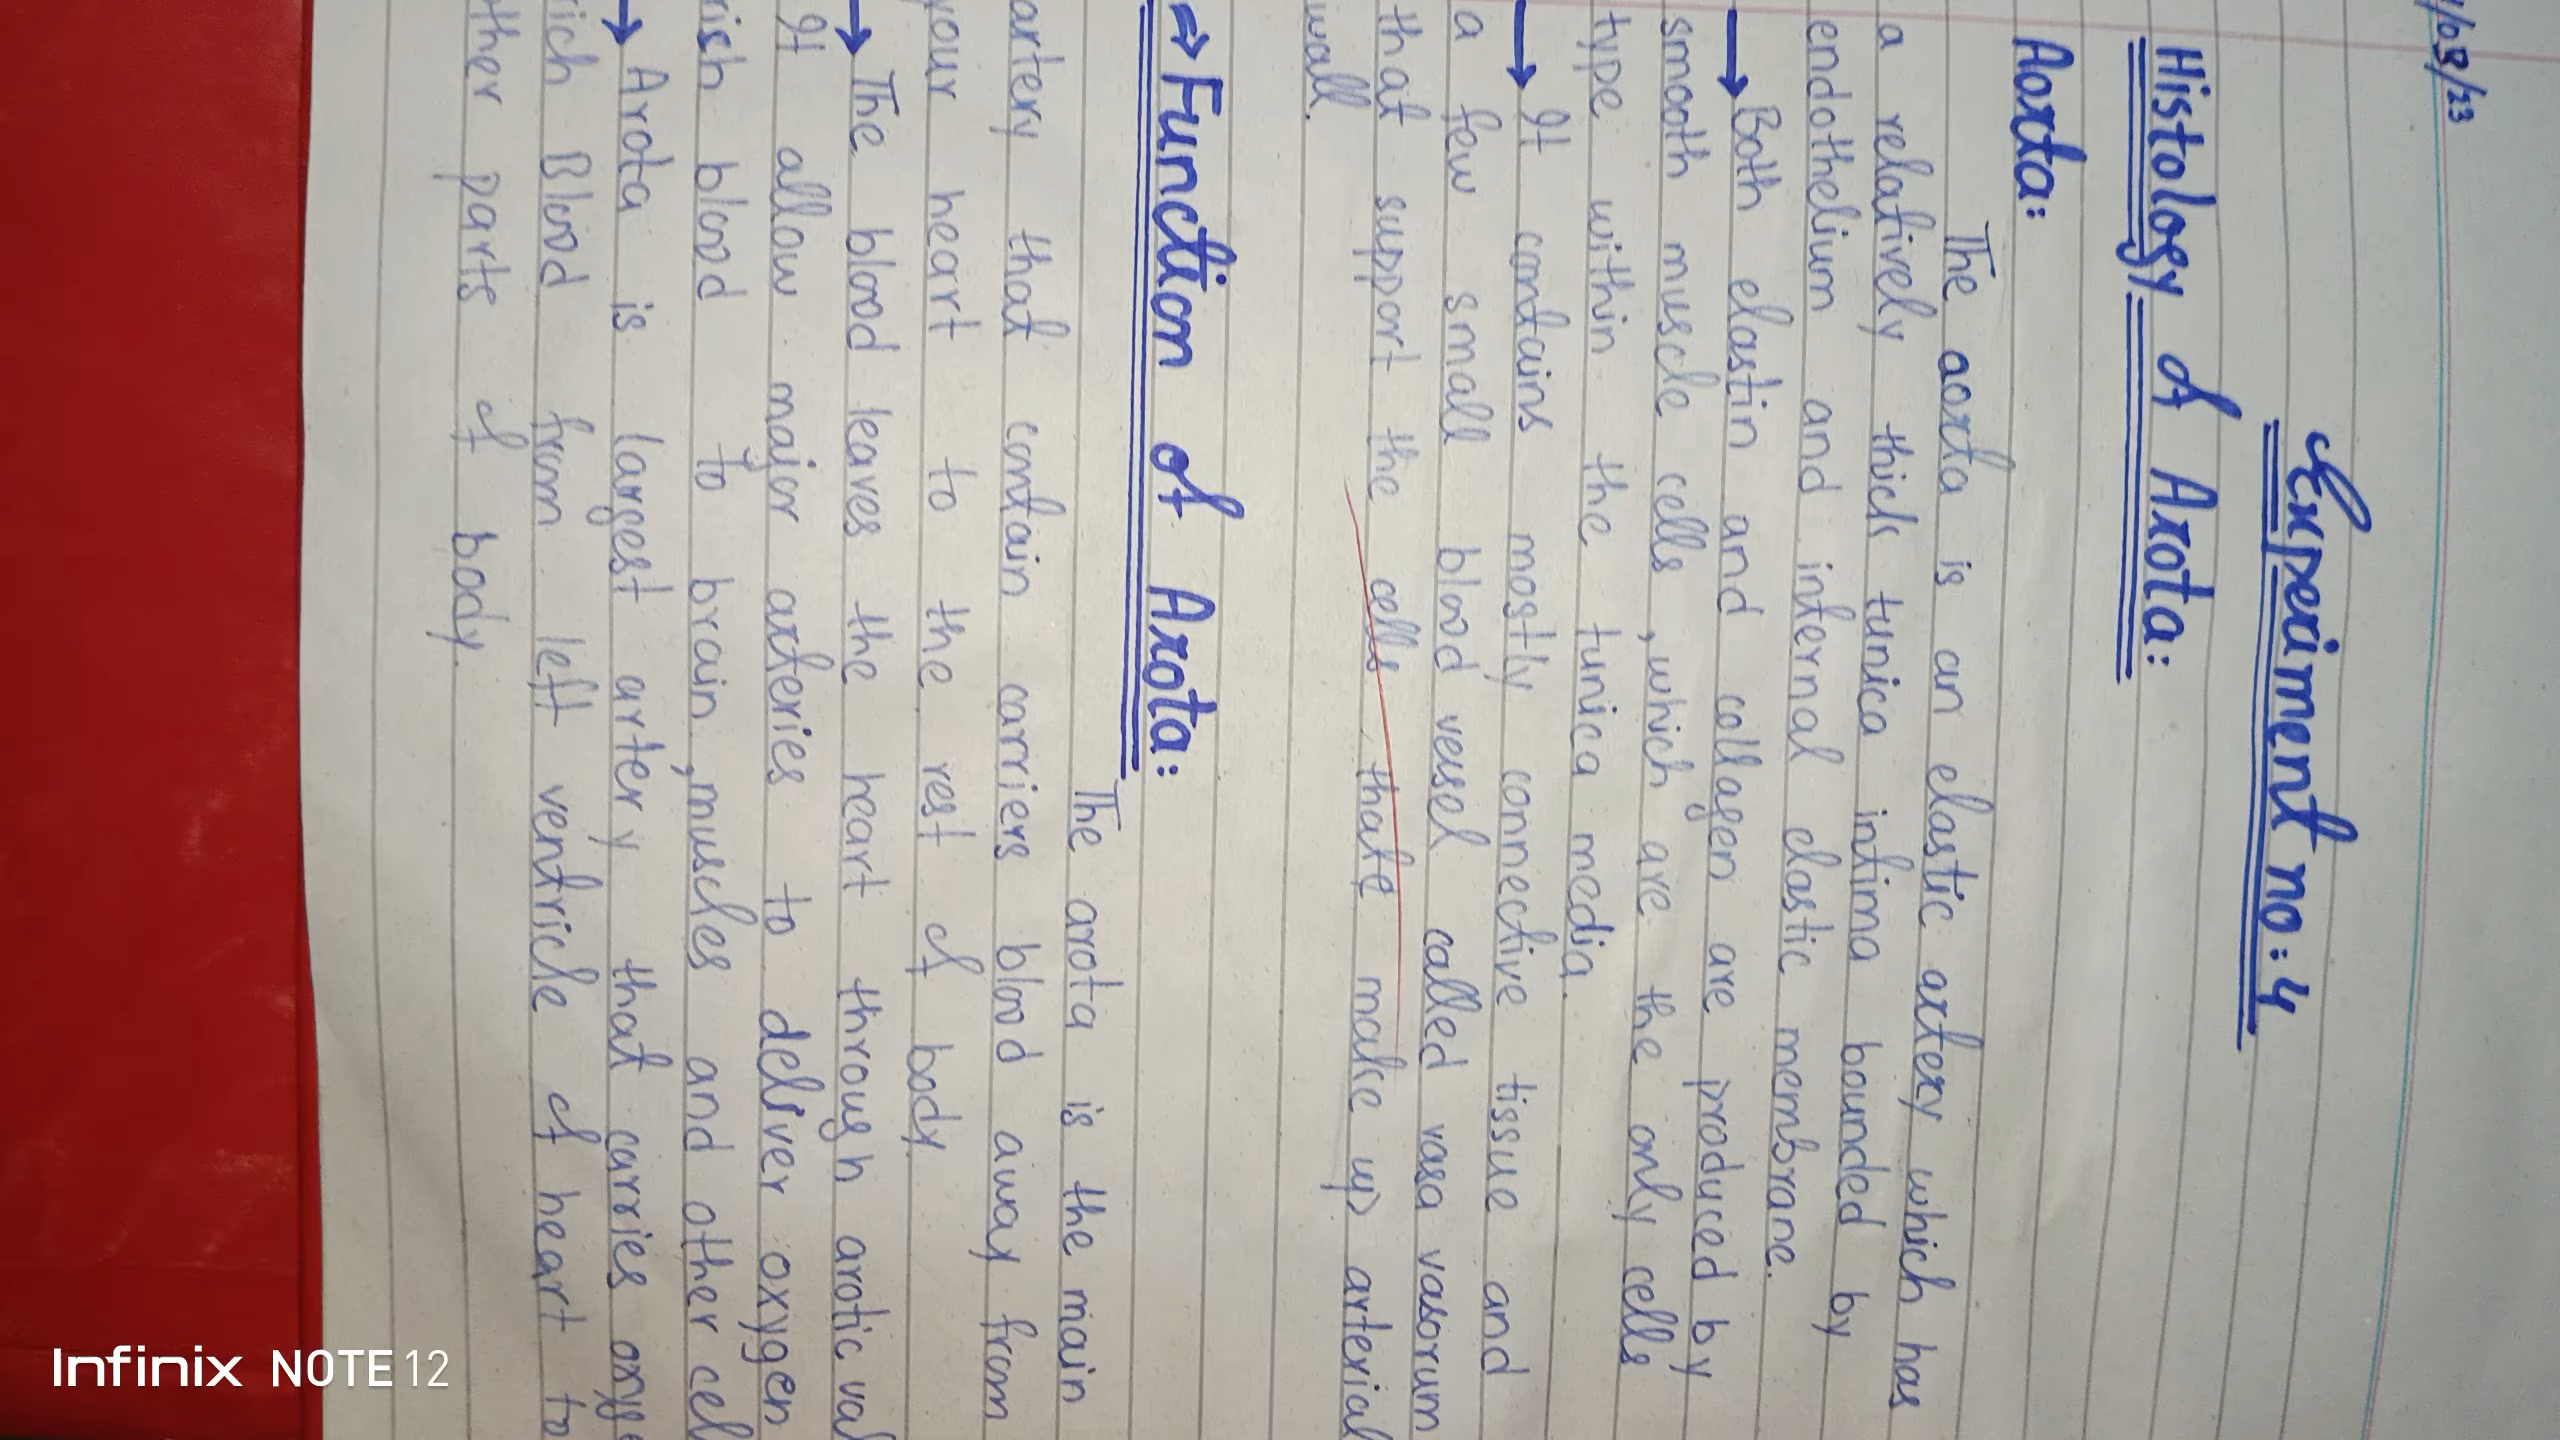 /08/23
Experiment no: 4
Histology of Arota:
Aorta:
The aorta is an elastic artery which has
a relatively thick tunica intima bounded by
endothelium and internal elastic membrane.
→ Both elastin and collagen are produced by
smooth muscle cells, which are the only cells
type within the tunica media.
→ It contains mostly connective tissue and
a few small blood vessel called vasa vasorum
that support the cells, that make up arterial
wall.
⇒ Function of Arota:
The arota is the main
artery that contain carriers blood away from
your heart to the rest of body.
→ The blood leaves the heart through arotic val
It allow major arteries to deliver oxygen
rish blood to brain, muscles and other cel
→ Arota is largest artery that carries oxyge
rich Blood from left ventricle of heart to
ther parts of body.
Infinix NOTE 12